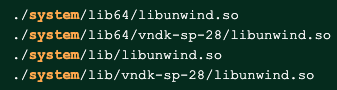 ./system/lib64/libunwind.so
./system/lib64/vndk-sp-28/libunwind.so
./system/lib/libunwind.so
./system/lib/vndk-sp-28/libunwind.so